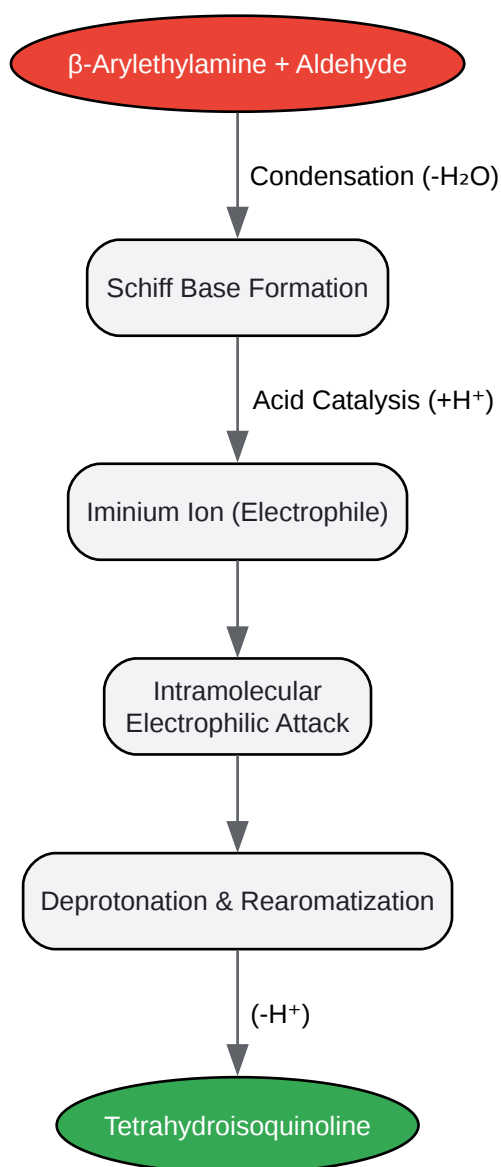 β-Arylethylamine + Aldehyde
Condensation (-H₂O)
Schiff Base Formation
Acid Catalysis (+H⁺)
Iminium Ion (Electrophile)
Intramolecular
Electrophilic Attack
Deprotonation & Rearomatization
(-H⁺)
Tetrahydroisoquinoline